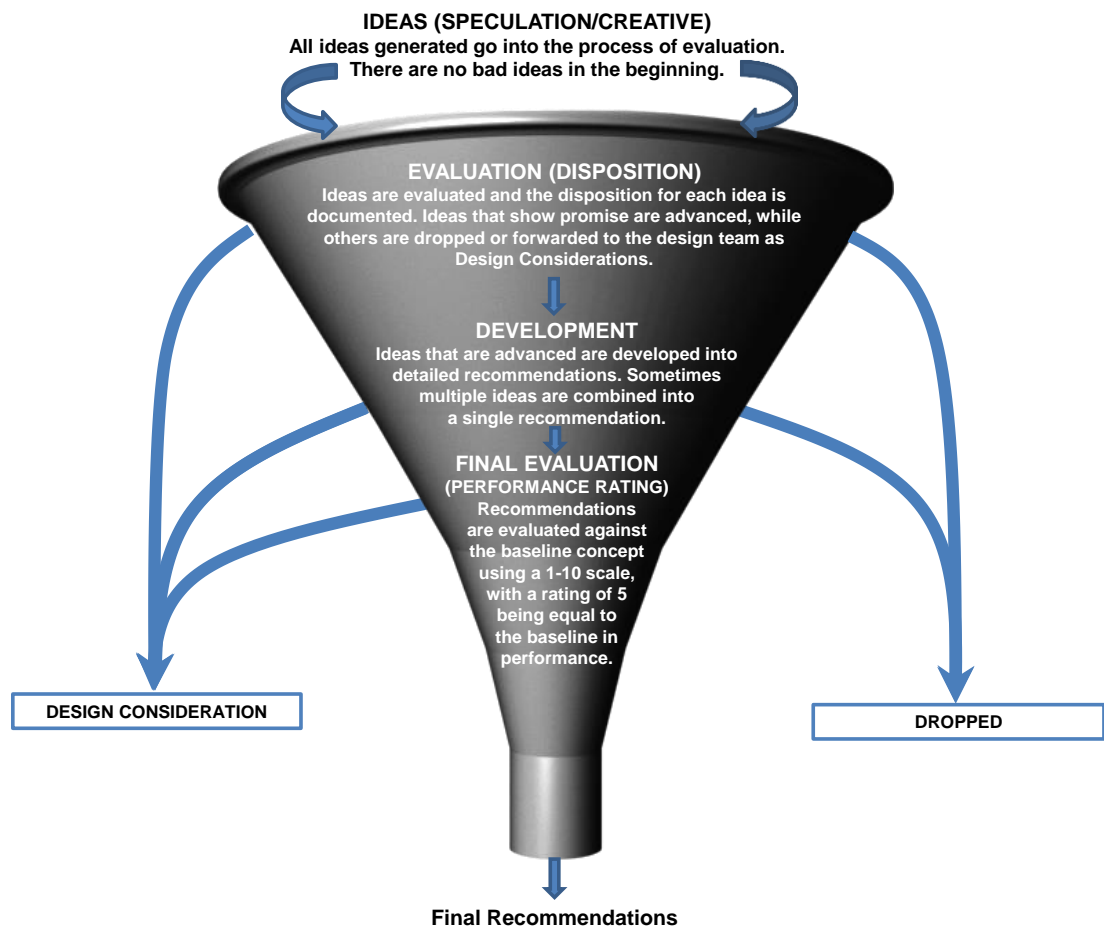 IDEAS (SPECULATION/CREATIVE)
All ideas generated go into the process of evaluation.
There are no bad ideas in the beginning.
EVALUATION (DISPOSITION)
Ideas are evaluated and the disposition for each idea is
documented. Ideas that show promise are advanced, while
others are dropped or forwarded to the design team as
Design Considerations.
DEVELOPMENT
Ideas that are advanced are developed into
detailed recommendations. Sometimes
multiple ideas are combined into
a single recommendation.
FINAL EVALUATION
(PERFORMANCE RATING)
Recommendations
are evaluated against
the baseline concept
using a 1-10 scale,
with a rating of 5
being equal to
the baseline in
performance.
DESIGN CONSIDERATION
DROPPED
Final Recommendations